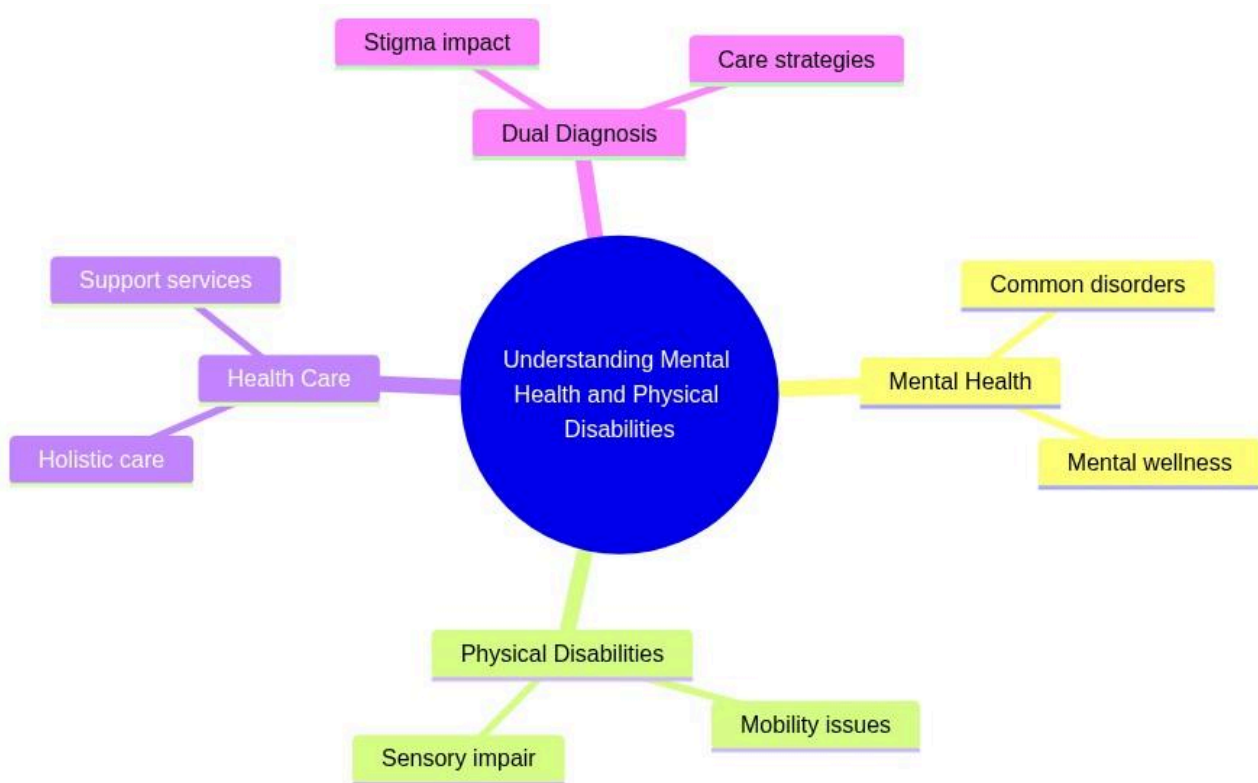 Stigma impact
Care strategies
Dual Diagnosis
Support services
Common disorders
Health Care
Understanding Mental
Health and Physical
Disabilities
Mental Health
Holistic care
Mental wellness
Physical Disabilities
Mobility issues
Sensory impair